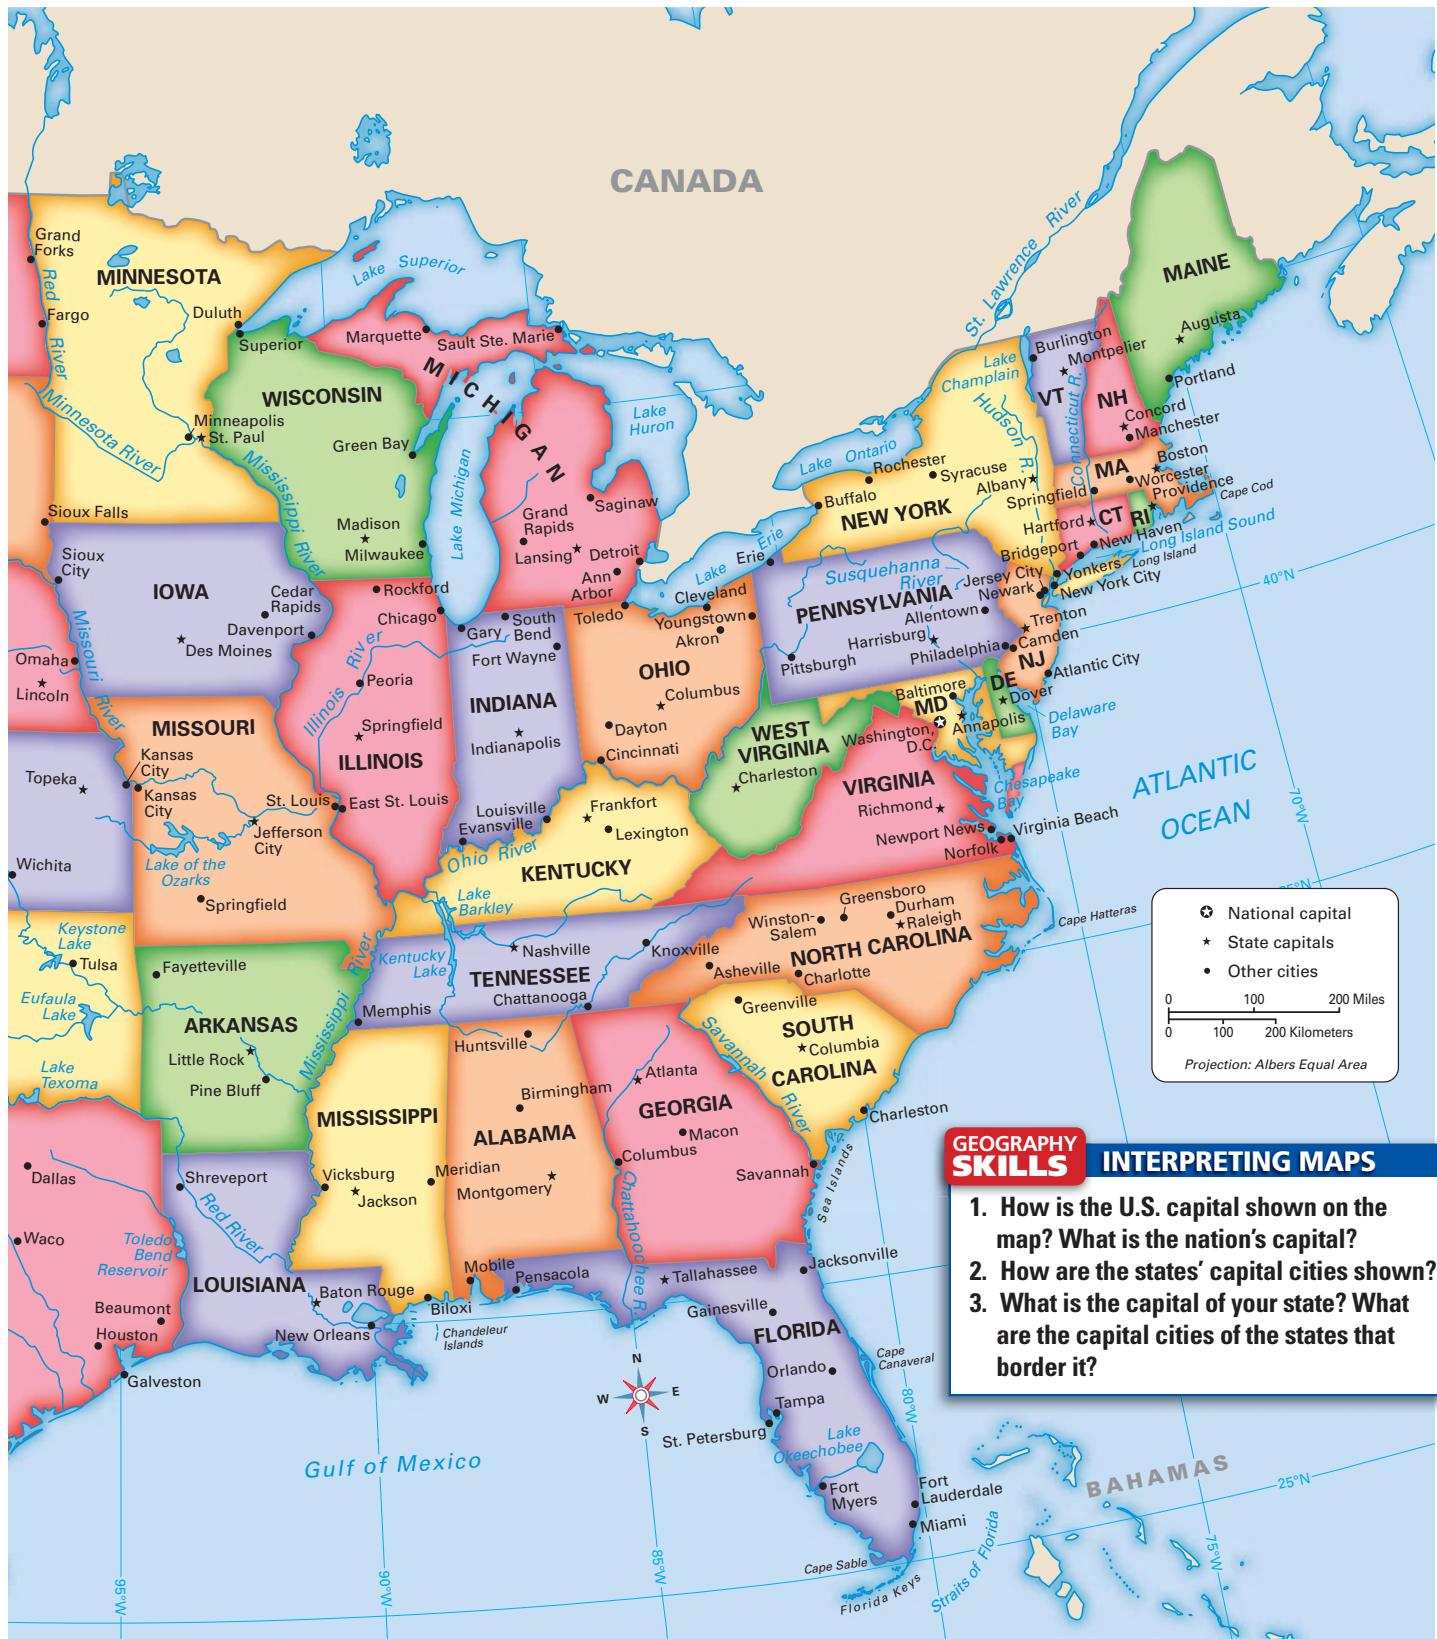 CANADA
Grand
Forks
Red
River
MINNESOTA
Fargo
Duluth
Superior
Lake Superior
Marquette
Sault Ste. Marie
MICHIGAN
WISCONSIN
Minnesota River
Minneapolis
St. Paul
Green Bay
Mississippi River
Lake Michigan
Lake
Huron
Sioux Falls
Madison
Milwaukee
Grand
Rapids
Saginaw
Lansing
Detroit
Ann
Arbor
St. Lawrence River
MAINE
Augusta
Portland
Burlington
Montpelier
Lake
Champlain
VT
NH
Concord
Manchester
Hudson R.
Connecticut R.
Lake Ontario
Rochester
Syracuse
Albany
Buffalo
NEW YORK
MA
Boston
Worcester
Springfield
Providence
Cape Cod
Hartford
CT
RI
New Haven
Bridgeport
Long Island Sound
Long Island
Yonkers
New York City
40°N
Lake Erie
Erie
Susquehanna
River
Jersey City
Newark
PENNSYLVANIA
Allentown
Trenton
Harrisburg
Camden
Philadelphia
Pittsburgh
NJ
Atlantic City
Cleveland
Toledo
Youngstown
Akron
OHIO
Columbus
Dayton
Cincinnati
Sioux
City
IOWA
Cedar
Rapids
Davenport
Des Moines
Missouri
River
Omaha
Lincoln
Rockford
Chicago
Gary
South
Bend
Fort Wayne
Illinois River
Peoria
Springfield
ILLINOIS
INDIANA
Indianapolis
MISSOURI
Kansas
City
Kansas
City
Topeka
St. Louis
East St. Louis
Jefferson
City
Lake of the
Ozarks
Springfield
Wichita
Louisville
Evansville
Ohio River
Frankfort
Lexington
KENTUCKY
Lake
Barkley
WEST
VIRGINIA
Charleston
Baltimore
MD
DE
Dover
Annapolis
Delaware
Bay
Washington,
D.C.
VIRGINIA
Richmond
Chesapeake
Bay
Newport News
Virginia Beach
Norfolk
ATLANTIC
OCEAN
70°W
35°N
Cape Hatteras
Keystone
Lake
Tulsa
Eufaula
Lake
Lake
Texoma
Fayetteville
ARKANSAS
Little Rock
Pine Bluff
Mississippi
River
Kentucky
Lake
Nashville
Knoxville
TENNESSEE
Memphis
Chattanooga
Winston-
Salem
Greensboro
Durham
Raleigh
NORTH CAROLINA
Asheville
Charlotte
Greenville
SOUTH
CAROLINA
Columbia
Savannah
River
Charleston
Huntsville
Birmingham
ALABAMA
Montgomery
Atlanta
GEORGIA
Macon
Columbus
Savannah
Sea Islands
Chattahoochee R.
MISSISSIPPI
Vicksburg
Meridian
Jackson
Dallas
Shreveport
Red River
Waco
Toledo
Bend
Reservoir
LOUISIANA
Baton Rouge
Beaumont
Houston
New Orleans
Galveston
Mobile
Biloxi
Pensacola
Chandeleur
Islands
Tallahassee
Jacksonville
Gainesville
FLORIDA
Cape
Canaveral
Orlando
Tampa
St. Petersburg
Lake
Okeechobee
Fort
Myers
Fort
Lauderdale
Miami
Cape Sable
Florida Keys
Straits of Florida
Gulf of Mexico
BAHAMAS
N
W
E
S
95°W
90°W
85°W
80°W
75°W
25°N
National capital
State capitals
Other cities
0 100 200 Miles
0 100 200 Kilometers
Projection: Albers Equal Area
GEOGRAPHY
SKILLS
INTERPRETING MAPS
1. How is the U.S. capital shown on the
map? What is the nation's capital?
2. How are the states' capital cities shown?
3. What is the capital of your state? What
are the capital cities of the states that
border it?